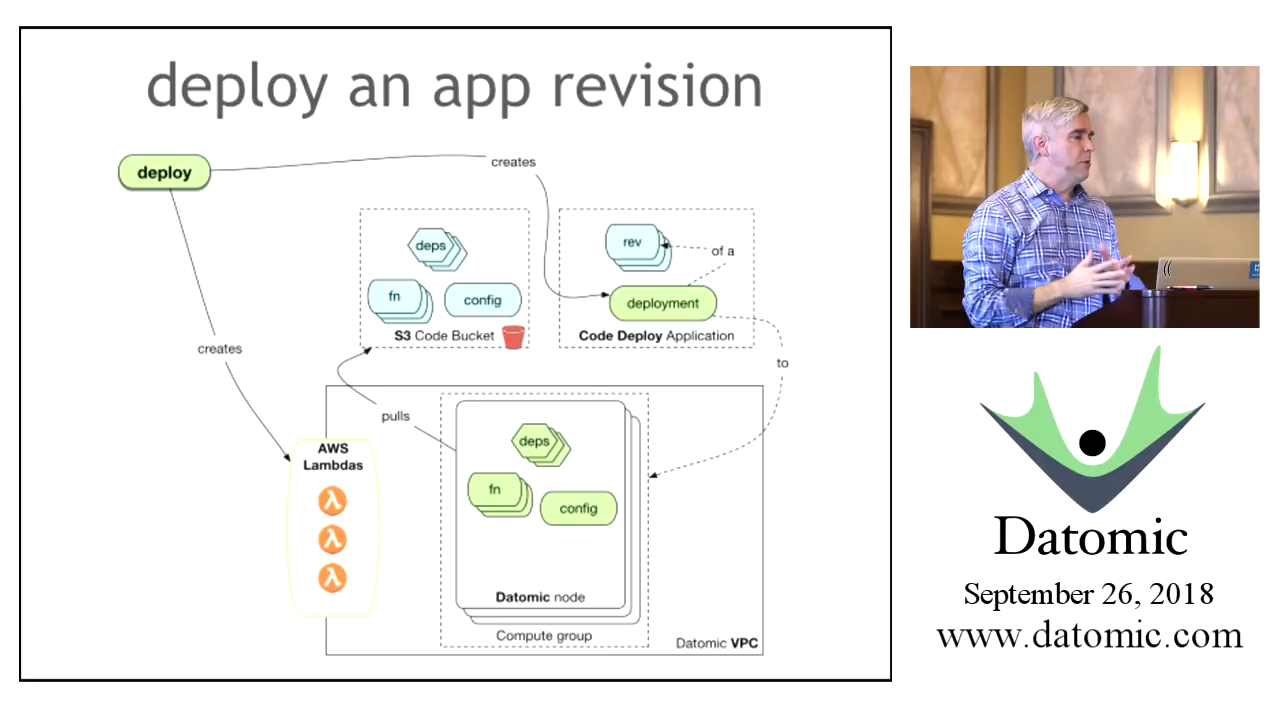 deploy an app revision
deploy
creates
deps
rev
of a
fn
config
deployment
S3 Code Bucket
Code Deploy Application
creates
to
pulls
AWS
Lambdas
λ
λ
λ
deps
fn
config
Datomic node
Compute group
Datomic VPC
Datomic
September 26, 2018
www.datomic.com